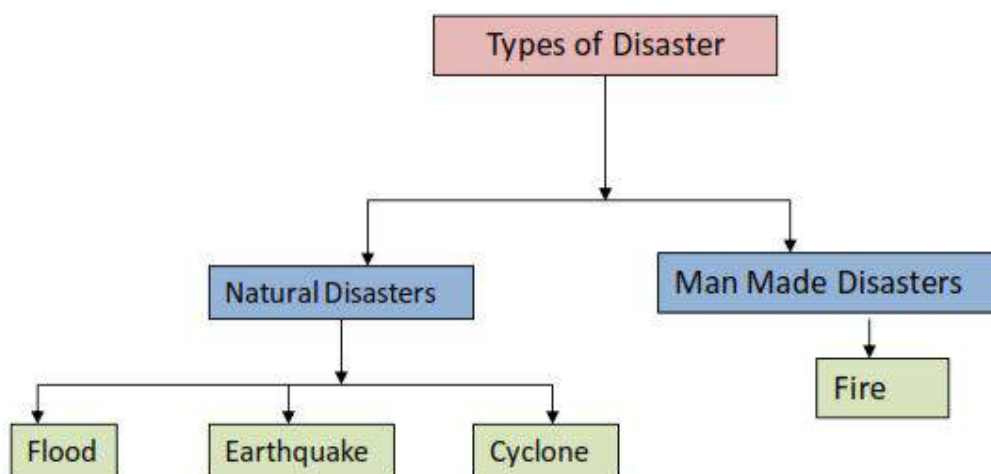 Types of Disaster
Natural Disasters
Man Made Disasters
Fire
Flood
Earthquake
Cyclone